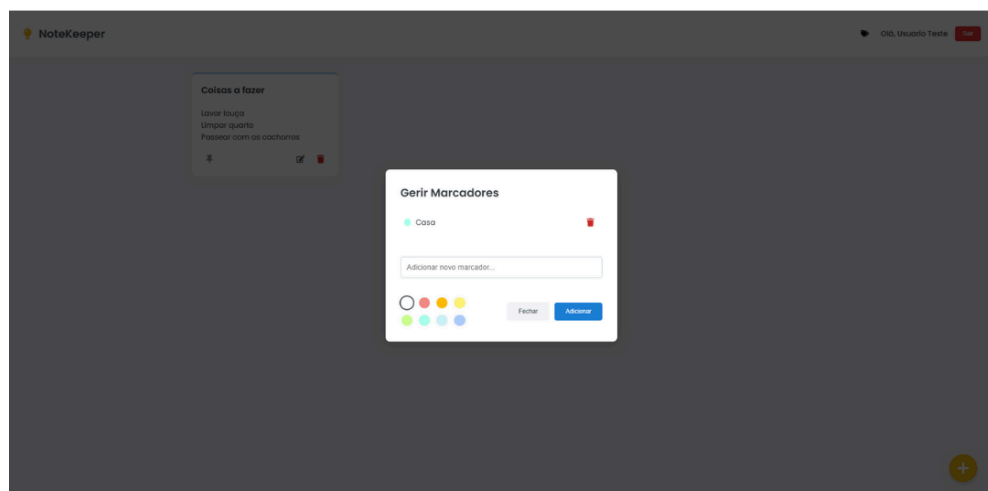 NoteKeeper
Olá, Usuario Teste
Sair
Coisas a fazer
Lavar louça
Limpar quarto
Passear com os cachorros
Gerir Marcadores
Casa
Adicionar novo marcador...
Fechar
Adicionar